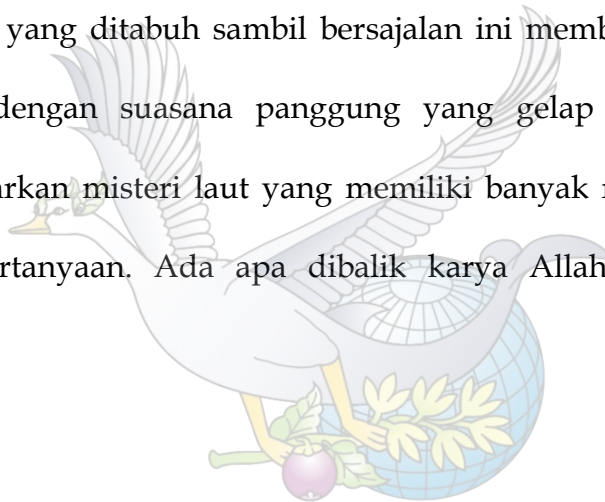 yang ditabuh sambil bersajalan ini memb
dengan suasana panggung yang gelap
arkan misteri laut yang memiliki banyak
rtanyaan. Ada apa dibalik karya Allah